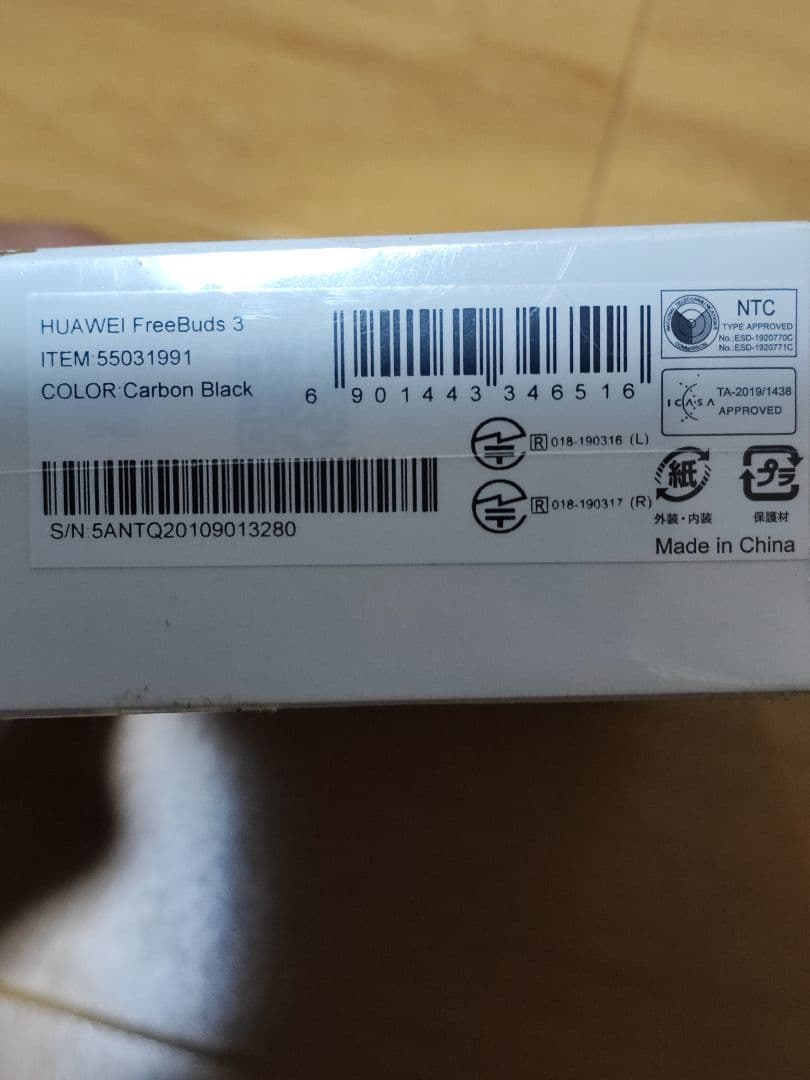 HUAWEI FreeBuds 3
ITEM:55031991
COLOR:Carbon Black
6 901443 346516
S/N:5ANTQ20109013280
R 018-190316 (L)
R 018-190317 (R)
NTC
TYPE APPROVED
No.:ESD-1920770C
No.:ESD-1920771C
ICASA
TA-2019/1438
APPROVED
紙
外装・内装
プラ
保護材
Made in China